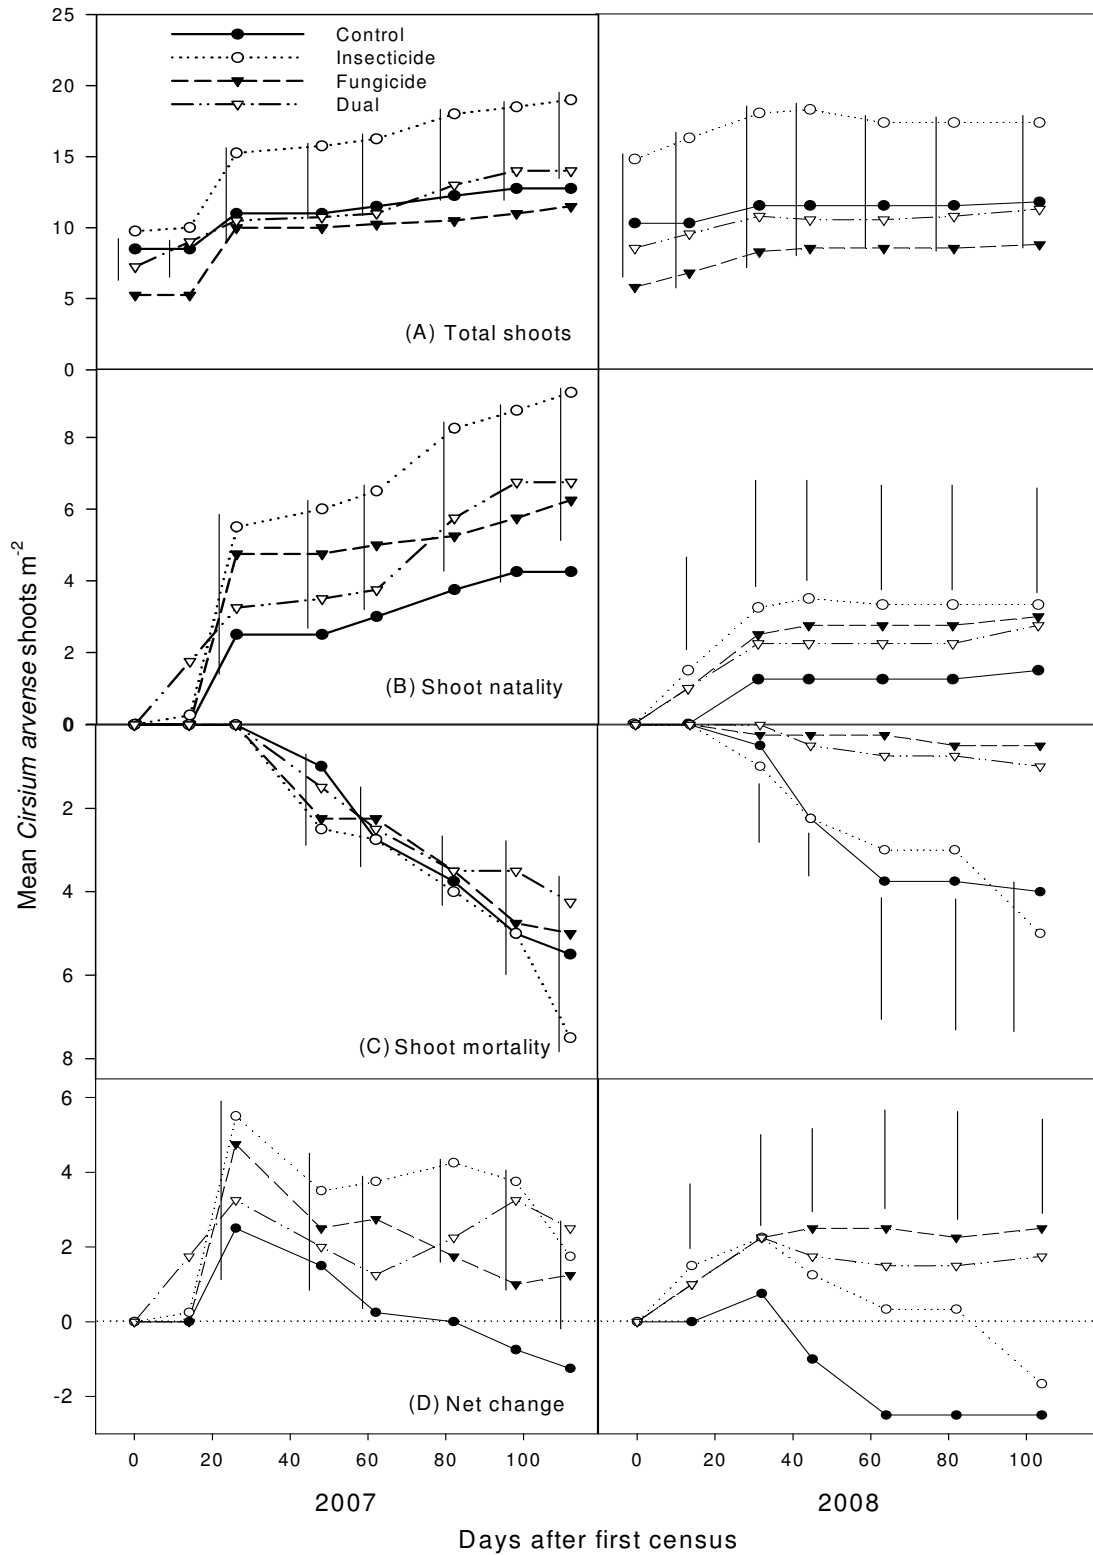 25
20
15
10
5
0
Control
Insecticide
Fungicide
Dual
(A) Total shoots
8
6
4
2
0
(B) Shoot natality
0
2
4
6
8
(C) Shoot mortality
6
4
2
0
-2
(D) Net change
Mean Cirsium arvense shoots m-2
0 20 40 60 80 100
0 20 40 60 80 100
2007
2008
Days after first census